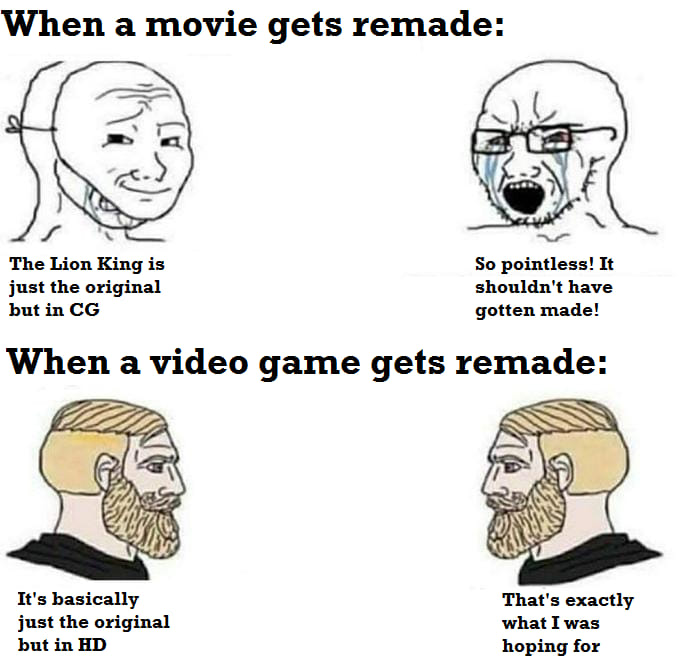 When a movie gets remade:
The Lion King is
just the original
but in CG
So pointless! It
shouldn't have
gotten made!
When a video game gets remade:
It's basically
just the original
but in HD
That's exactly
what I was
hoping for